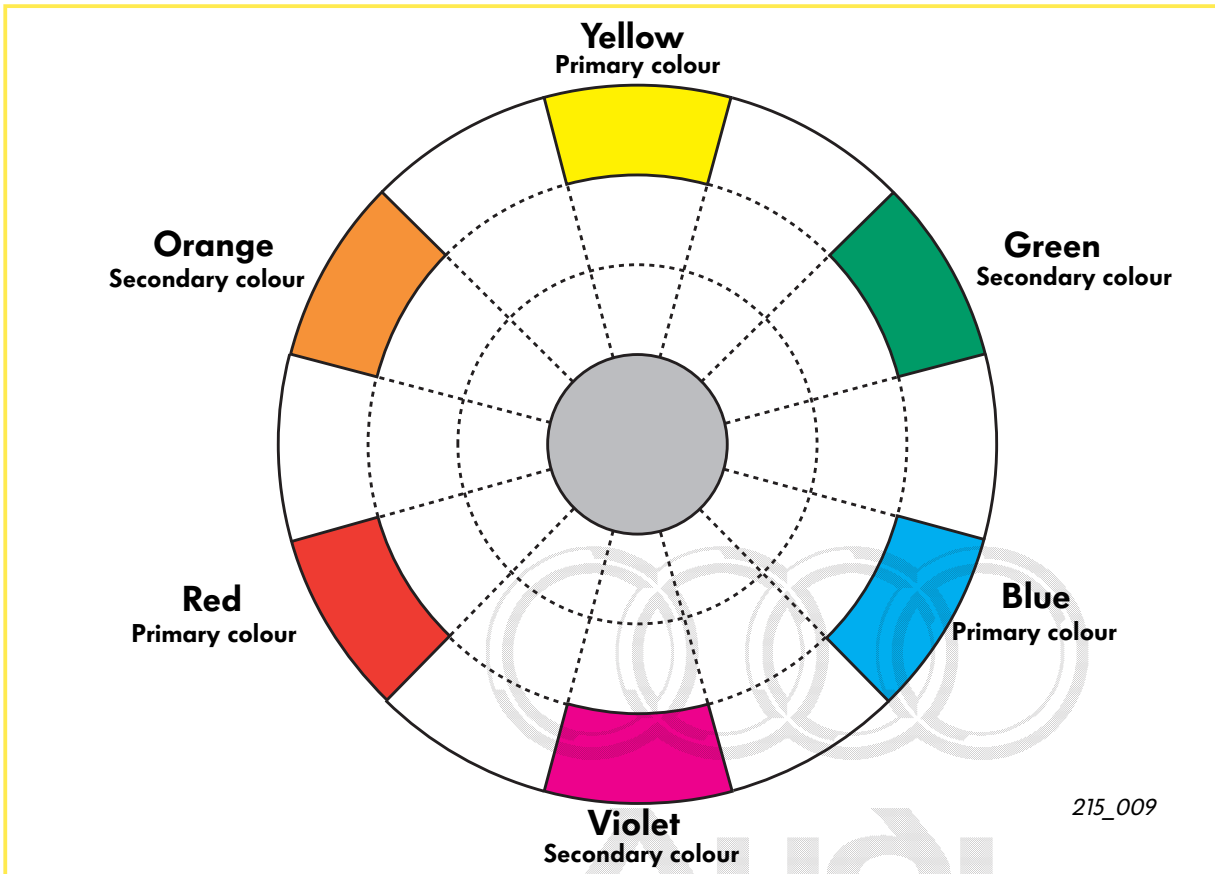 Yellow
Primary colour
Orange
Secondary colour
Green
Secondary colour
Red
Primary colour
Blue
Primary colour
Violet
Secondary colour
215_009
Audi